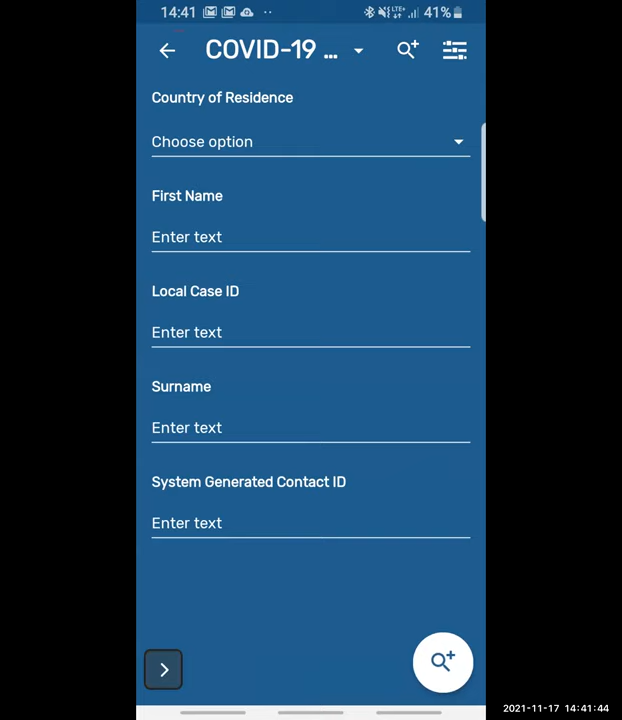 14:41 LTE+ 41%
COVID-19 ...
Country of Residence
Choose option
First Name
Enter text
Local Case ID
Enter text
Surname
Enter text
System Generated Contact ID
Enter text
2021-11-17 14:41:44